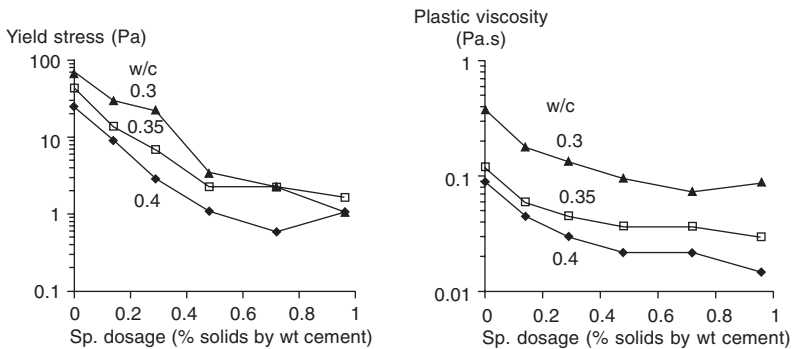 Yield stress (Pa)
100
10
1
0.1
w/c
0.3
0.35
0.4
0 0.2 0.4 0.6 0.8 1
Sp. dosage (% solids by wt cement)
Plastic viscosity
(Pa.s)
1
0.1
0.01
w/c
0.3
0.35
0.4
0 0.2 0.4 0.6 0.8 1
Sp. dosage (% solids by wt cement)